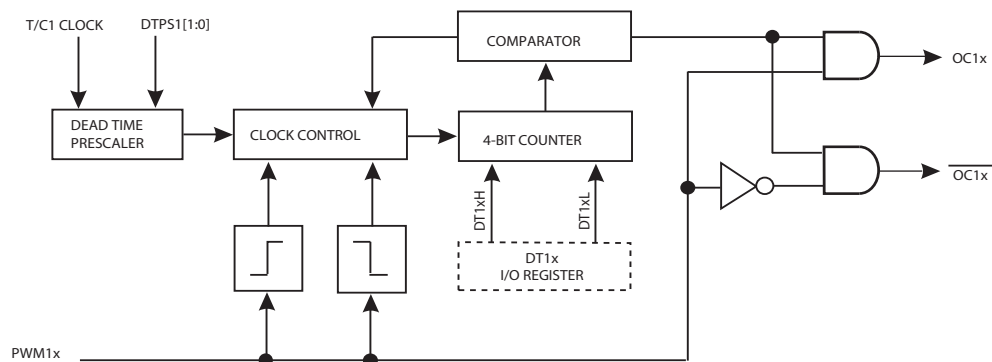 T/C1 CLOCK
DTPS1[1:0]
COMPARATOR
OC1x
DEAD TIME
PRESCALER
CLOCK CONTROL
4-BIT COUNTER
OC1x
DT1xH
DT1xL
DT1x
I/O REGISTER
PWM1x